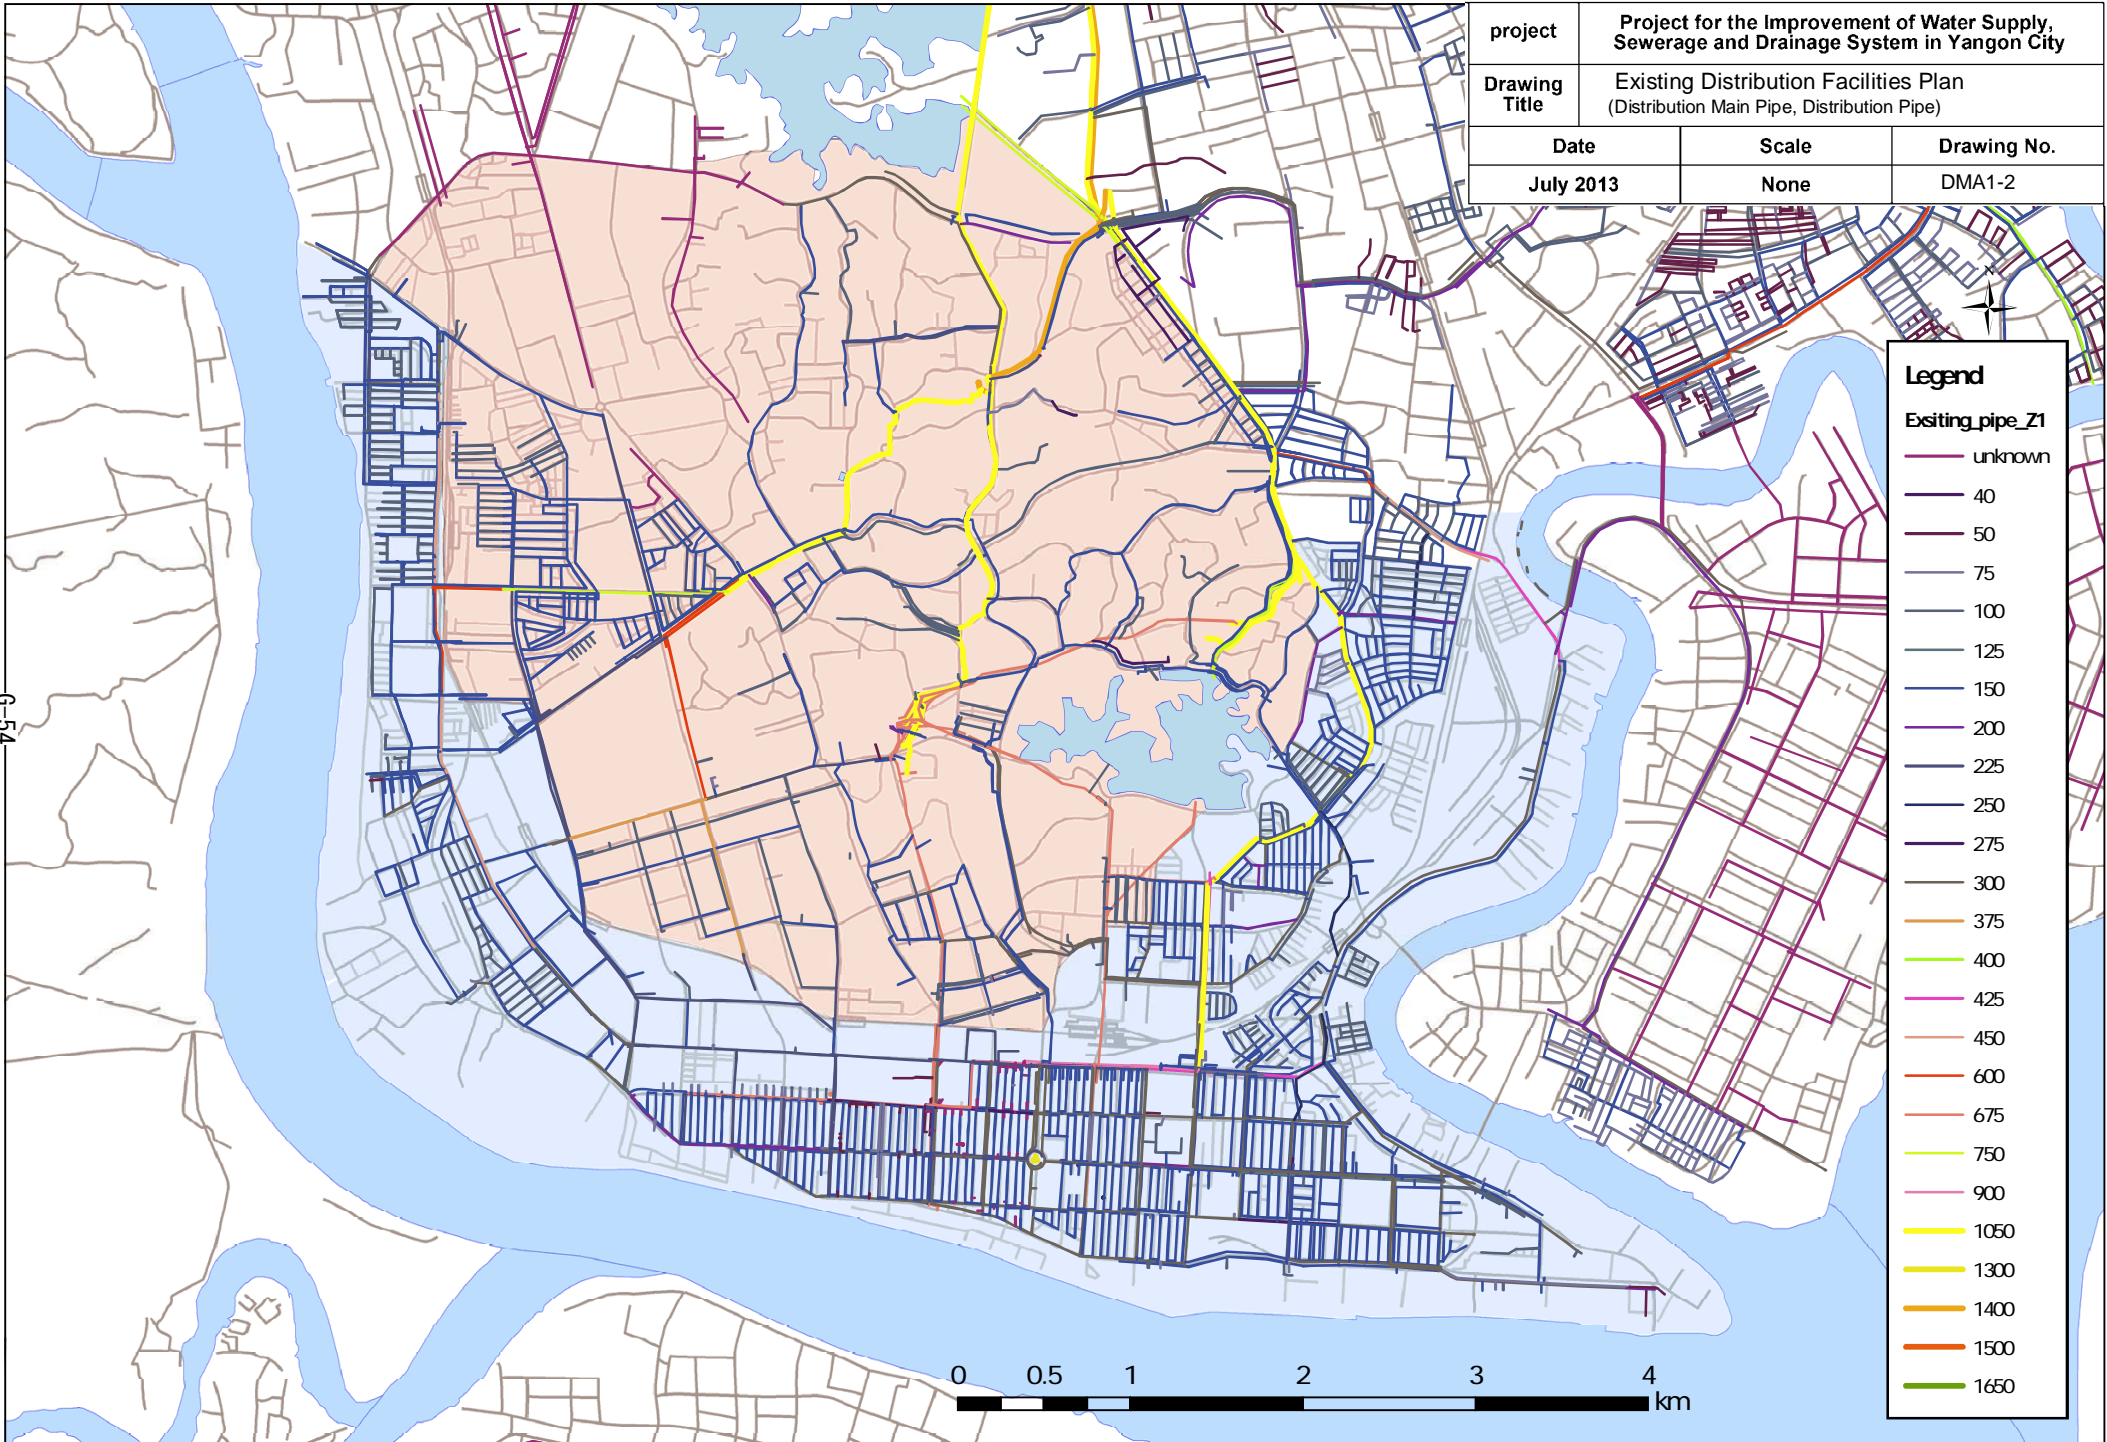 project
Project for the Improvement of Water Supply,
Sewerage and Drainage System in Yangon City
Drawing
Title
Existing Distribution Facilities Plan
(Distribution Main Pipe, Distribution Pipe)
Date
Scale
Drawing No.
July 2013
None
DMA1-2
Legend
Exsiting_pipe_Z1
unknown
40
50
75
100
125
150
200
225
250
275
300
375
400
425
450
600
675
750
900
1050
1300
1400
1500
1650
G-54
0 0.5 1 2 3 4
km